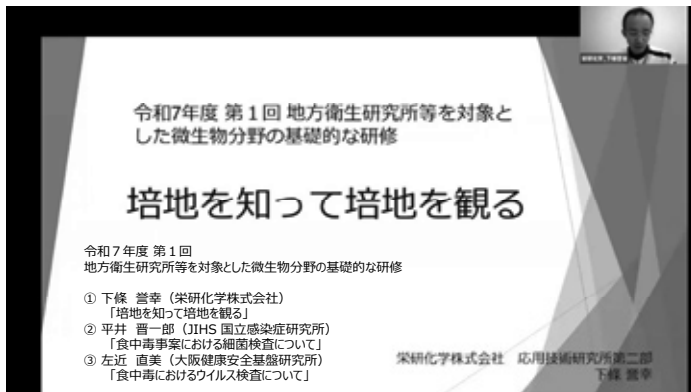 令和7年度 第1回 地方衛生研究所等を対象と
した微生物分野の基礎的な研修
培地を知って培地を観る
令和７年度 第１回
地方衛生研究所等を対象とした微生物分野の基礎的な研修
① 下條 誉幸（栄研化学株式会社）
「培地を知って培地を観る」
② 平井 晋一郎（JIHS 国立感染症研究所）
「食中毒事案における細菌検査について」
③ 左近 直美（大阪健康安全基盤研究所）
「食中毒におけるウイルス検査について」
栄研化学株式会社 応用技術研究所第二部
下條 誉幸